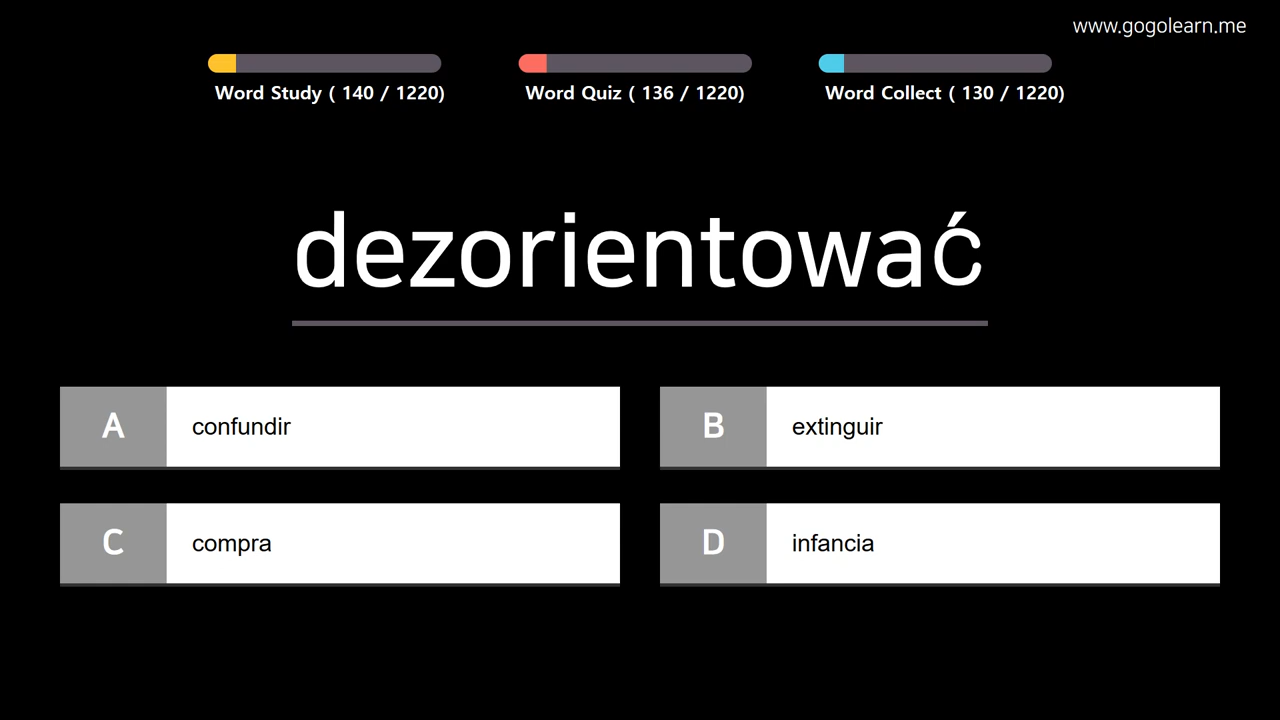 www.gogolearn.me
Word Study ( 140 / 1220)
Word Quiz ( 136 / 1220)
Word Collect ( 130 / 1220)
dezorientować
A confundir
B extinguir
C compra
D infancia